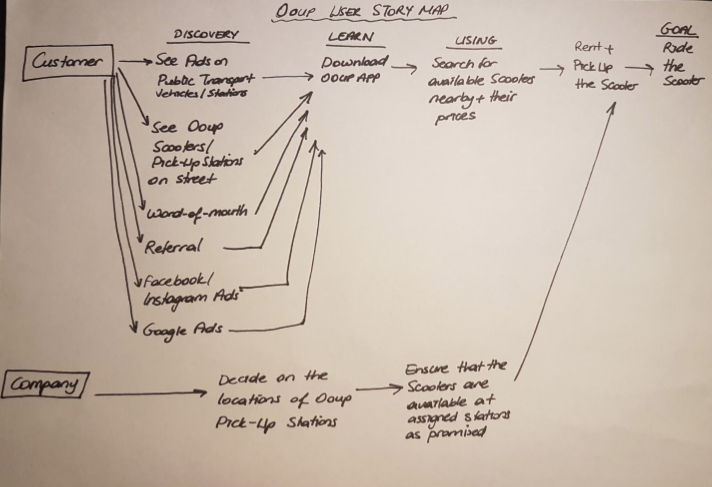 OOUP USER STORY MAP
DISCOVERY
LEARN
USING
GOAL
Customer
See Ads on
Public Transport
Vehicles/Stations
Download
OOUP APP
Search for
available Scooters
nearby + their
prices
Rent +
Pick Up
the Scooter
Ride
the
Scooter
See Ooup
Scooters/
Pick-Up Stations
on street
Word-of-mouth
Referral
Facebook/
Instagram Ads
Google Ads
Company
Decide on the
locations of Ooup
Pick-Up Stations
Ensure that the
Scooters are
available at
assigned stations
as promised